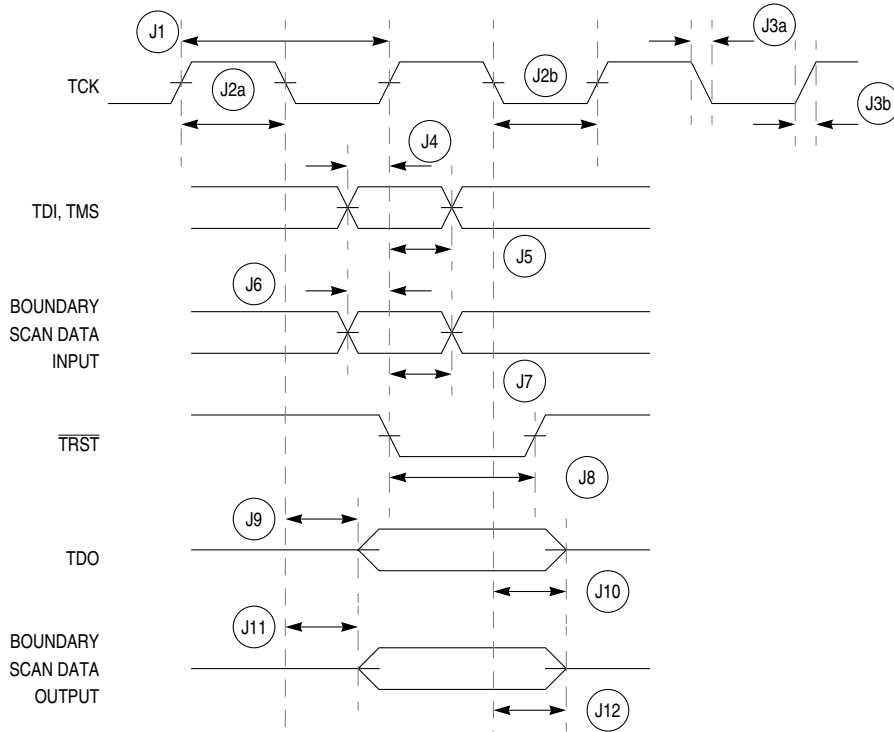 J1
J3a
TCK
J2a
J2b
J3b
J4
TDI, TMS
J5
J6
BOUNDARY
SCAN DATA
INPUT
J7
TRST
J8
J9
TDO
J10
J11
BOUNDARY
SCAN DATA
OUTPUT
J12